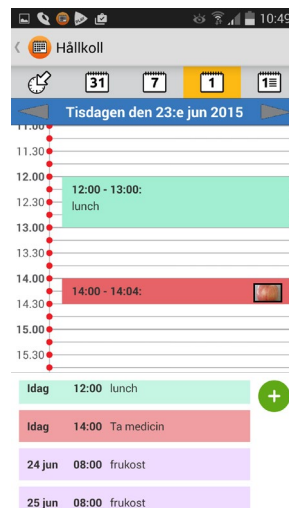 10:49
Hållkoll
31 7 1 1
Tisdagen den 23:e jun 2015
11.00
11.30
12.00
12:00 - 13:00:
12.30
lunch
13.00
13.30
14.00
14:00 - 14:04:
14.30
15.00
15.30
Idag 12:00 lunch
Idag 14:00 Ta medicin
24 jun 08:00 frukost
25 jun 08:00 frukost